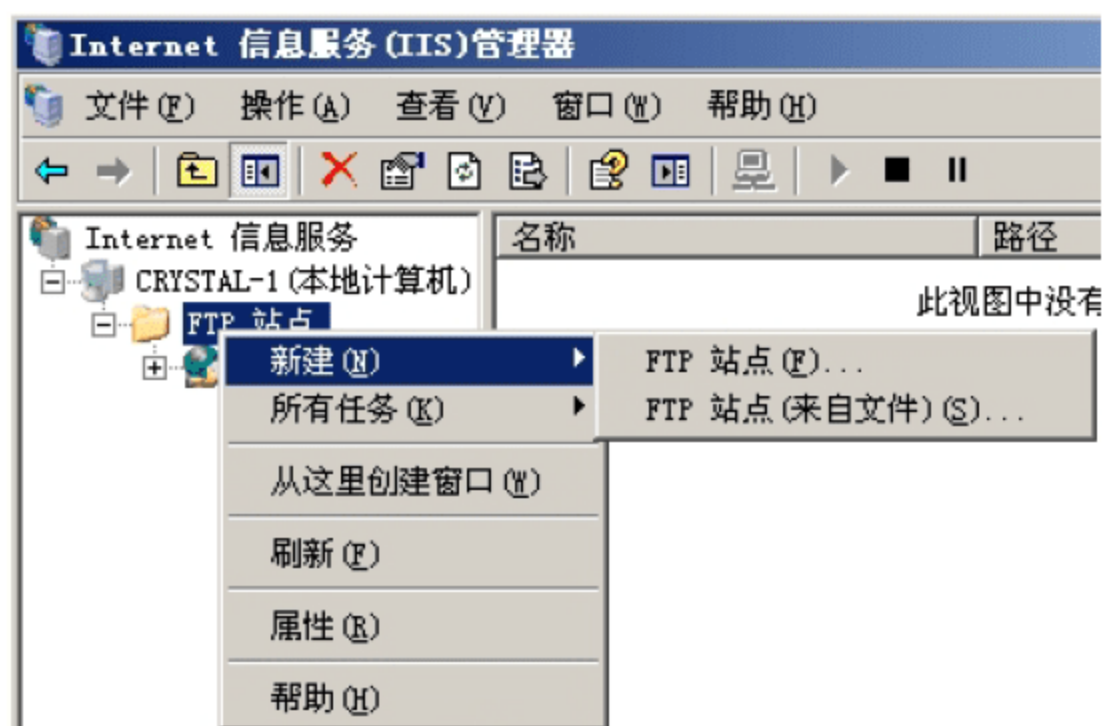 Internet 信息服务(IIS)管理器
文件(F) 操作(A) 查看(V) 窗口(W) 帮助(H)
Internet 信息服务
名称 路径
CRYSTAL-1(本地计算机)
此视图中没有
FTP 站点
新建(N)
FTP 站点(F)...
所有任务(K)
FTP 站点(来自文件)(S)...
从这里创建窗口(W)
刷新(F)
属性(R)
帮助(H)